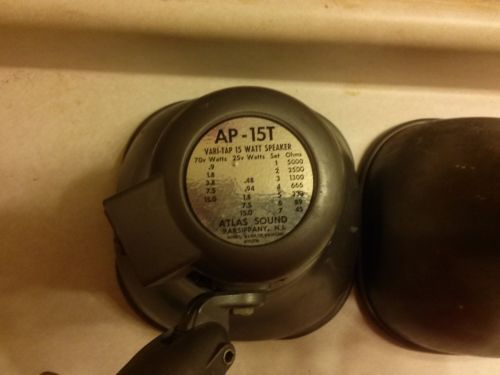 AP-15T
VARI-TAP 15 WATT SPEAKER
70v Watts 25v Watts Set Ohms
.9 1 5000
1.8 2 2500
3.8 .48 3 1300
7.5 .94 4 666
15.0 1.8 5
7.5 6 89
15.0 7 45
ATLAS SOUND
PARSIPPANY, N.J.